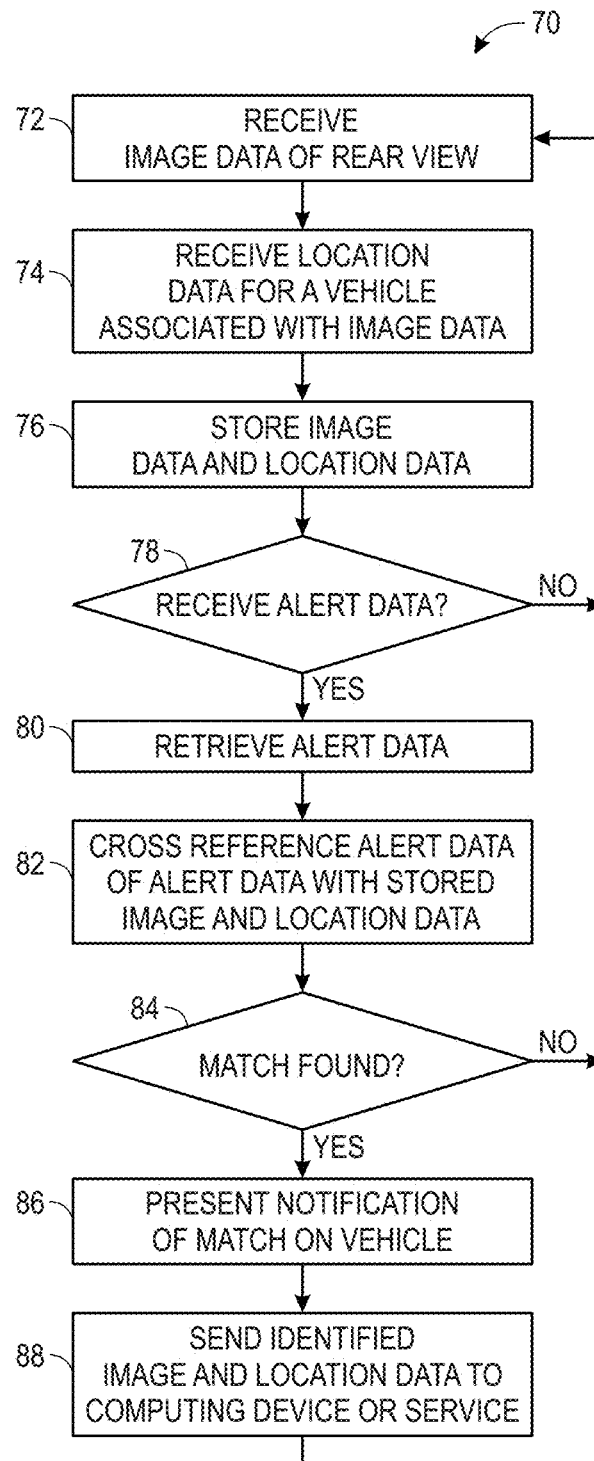 70
72
RECEIVE
IMAGE DATA OF REAR VIEW
74
RECEIVE LOCATION
DATA FOR A VEHICLE
ASSOCIATED WITH IMAGE DATA
76
STORE IMAGE
DATA AND LOCATION DATA
78
RECEIVE ALERT DATA?
NO
YES
80
RETRIEVE ALERT DATA
82
CROSS REFERENCE ALERT DATA
OF ALERT DATA WITH STORED
IMAGE AND LOCATION DATA
84
MATCH FOUND?
NO
YES
86
PRESENT NOTIFICATION
OF MATCH ON VEHICLE
88
SEND IDENTIFIED
IMAGE AND LOCATION DATA TO
COMPUTING DEVICE OR SERVICE